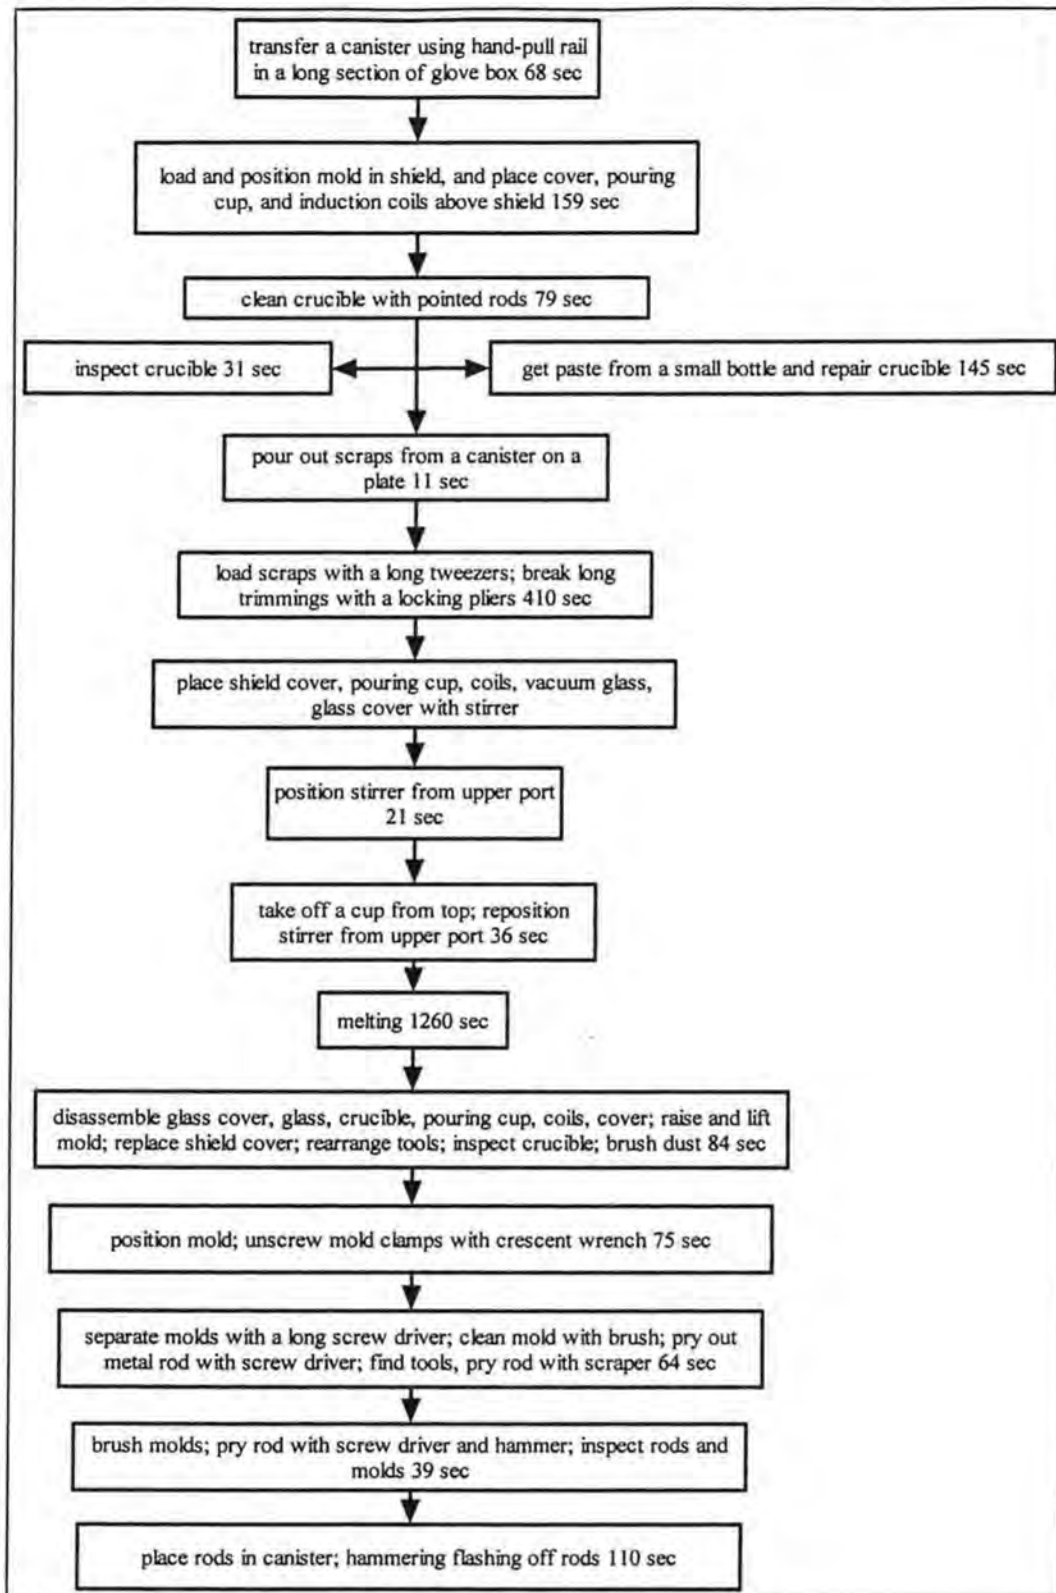 transfer a canister using hand-pull rail
in a long section of glove box 68 sec
load and position mold in shield, and place cover, pouring
cup, and induction coils above shield 159 sec
clean crucible with pointed rods 79 sec
inspect crucible 31 sec
get paste from a small bottle and repair crucible 145 sec
pour out scraps from a canister on a
plate 11 sec
load scraps with a long tweezers; break long
trimmings with a locking pliers 410 sec
place shield cover, pouring cup, coils, vacuum glass,
glass cover with stirrer
position stirrer from upper port
21 sec
take off a cup from top; reposition
stirrer from upper port 36 sec
melting 1260 sec
disassemble glass cover, glass, crucible, pouring cup, coils, cover; raise and lift
mold; replace shield cover; rearrange tools; inspect crucible; brush dust 84 sec
position mold; unscrew mold clamps with crescent wrench 75 sec
separate molds with a long screw driver; clean mold with brush; pry out
metal rod with screw driver; find tools, pry rod with scraper 64 sec
brush molds; pry rod with screw driver and hammer; inspect rods and
molds 39 sec
place rods in canister; hammering flashing off rods 110 sec